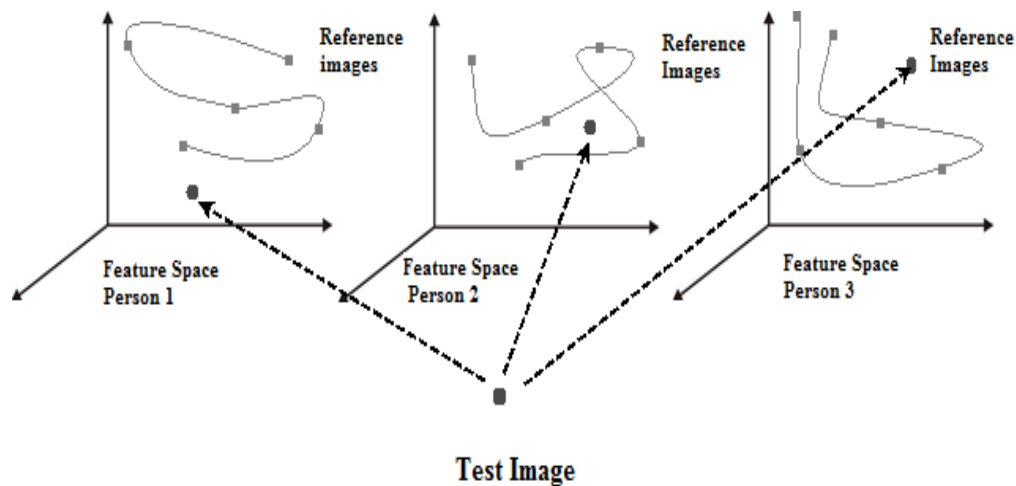 Reference
images
Reference
Images
Reference
Images
Feature Space
Person 1
Feature Space
Person 2
Feature Space
Person 3
Test Image